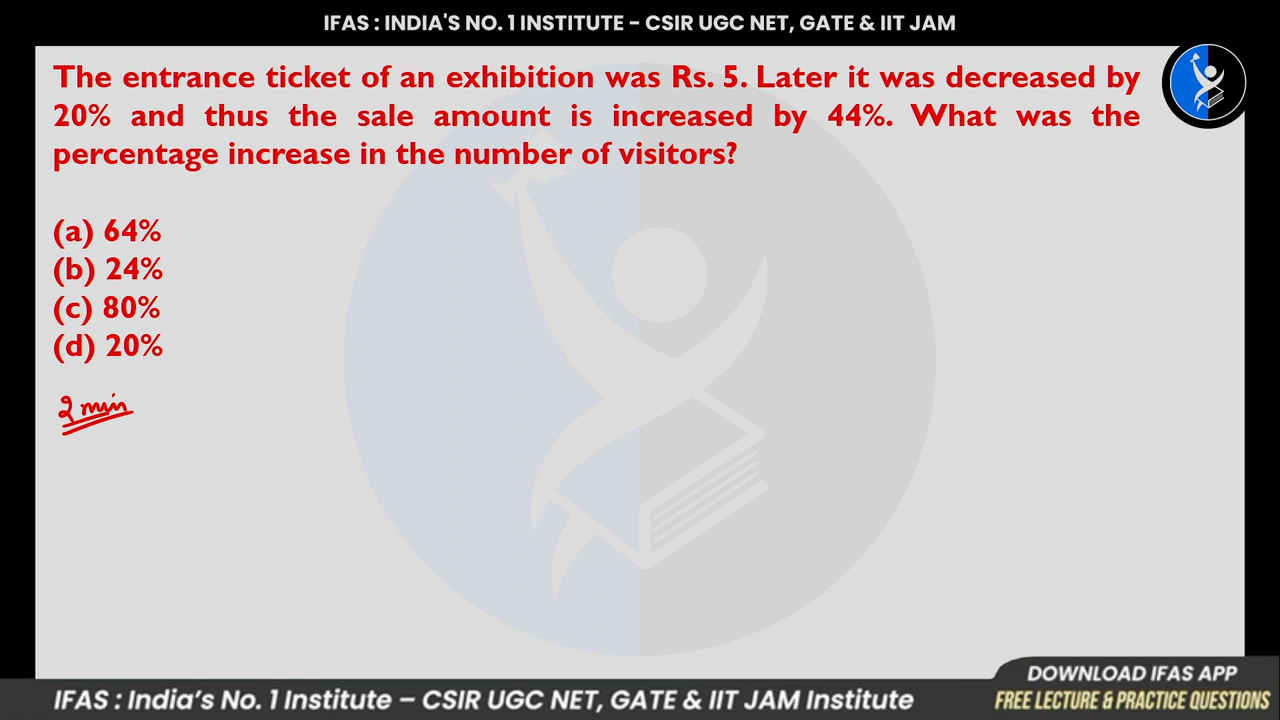 IFAS : INDIA'S NO. 1 INSTITUTE – CSIR UGC NET, GATE & IIT JAM
The entrance ticket of an exhibition was Rs. 5. Later it was decreased by
20% and thus the sale amount is increased by 44%. What was the
percentage increase in the number of visitors?
(a) 64%
(b) 24%
(c) 80%
(d) 20%
2 min
DOWNLOAD IFAS APP
IFAS : India's No. 1 Institute – CSIR UGC NET, GATE & IIT JAM Institute
FREE LECTURE & PRACTICE QUESTIONS